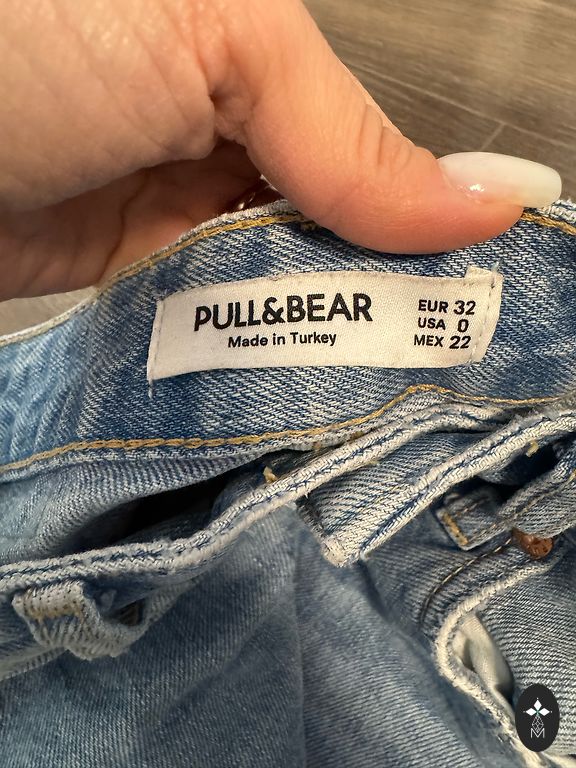 PULL&BEAR
Made in Turkey
EUR 32
USA 0
MEX 22
M